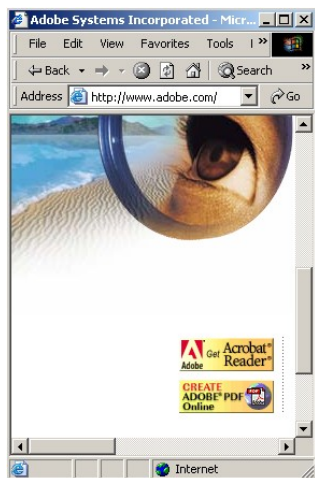 Adobe Systems Incorporated - Micr...
File Edit View Favorites Tools »
Back Search »
Address http://www.adobe.com/ Go
Get Acrobat®
Adobe Reader®
CREATE
ADOBE® PDF
Online
Internet